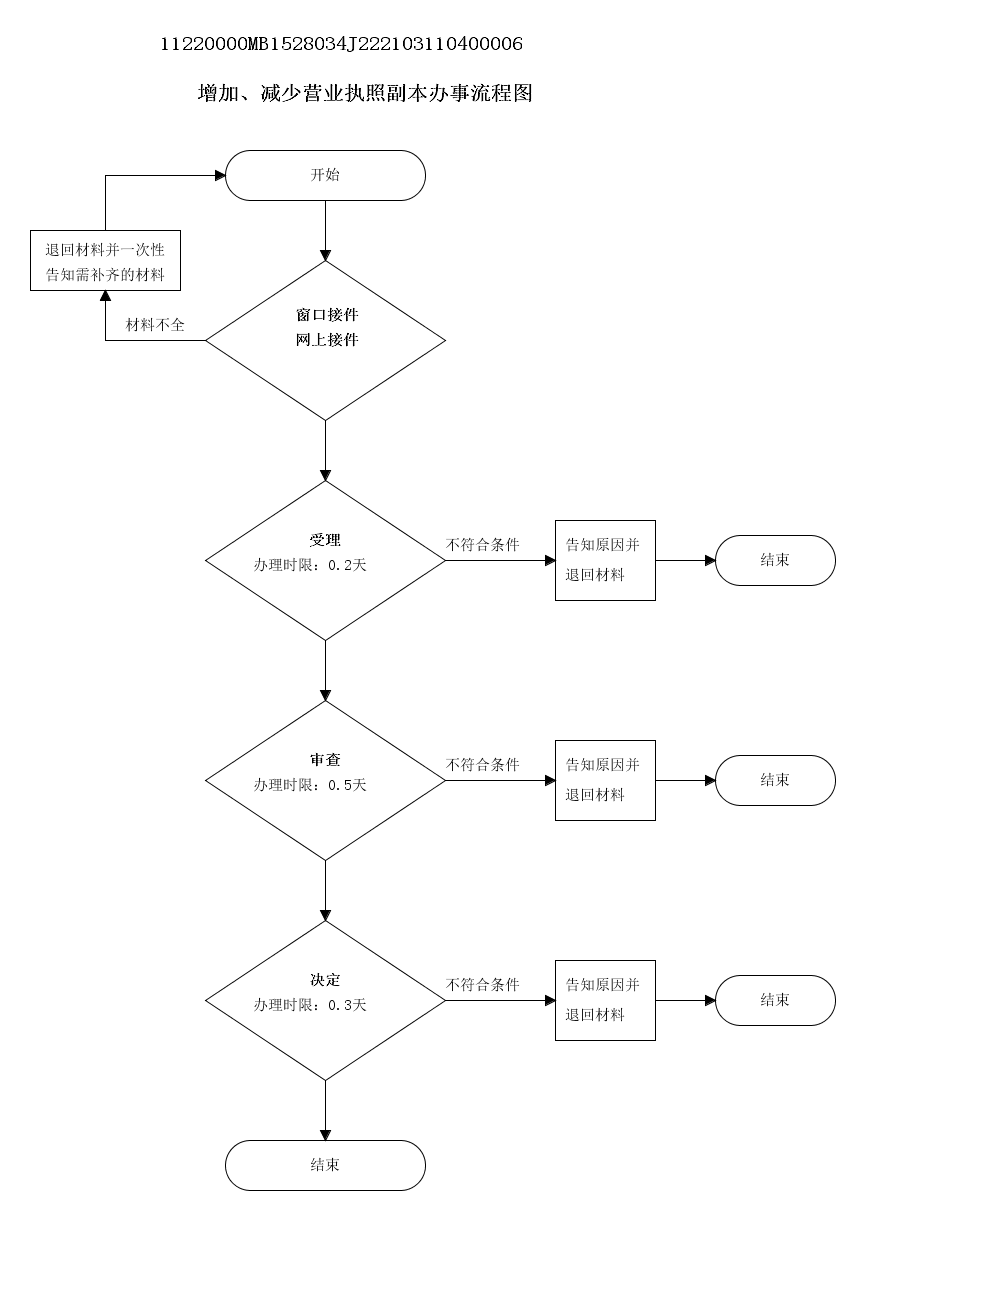 11220000MB1528034J222103110400006
增加、减少营业执照副本办事流程图
开始
退回材料并一次性
告知需补齐的材料
材料不全
窗口接件
网上接件
受理
办理时限：0.2天
不符合条件
告知原因并
退回材料
结束
审查
办理时限：0.5天
不符合条件
告知原因并
退回材料
结束
决定
办理时限：0.3天
不符合条件
告知原因并
退回材料
结束
结束